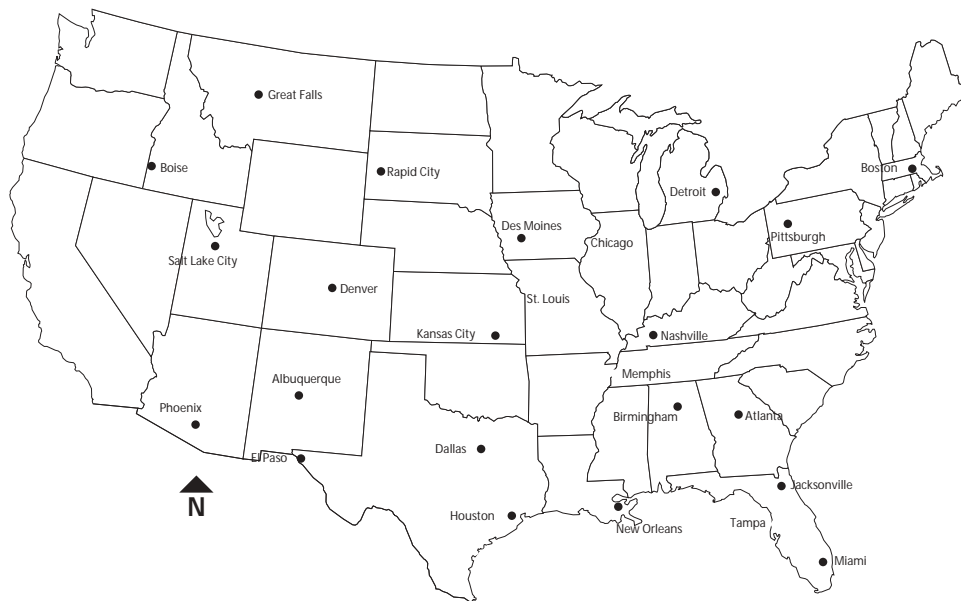 Great Falls
Boise
Rapid City
Boston
Detroit
Des Moines
Chicago
Pittsburgh
Salt Lake City
Denver
St. Louis
Kansas City
Nashville
Memphis
Albuquerque
Phoenix
Birmingham
Atlanta
Dallas
El Paso
Jacksonville
N
Houston
New Orleans
Tampa
Miami